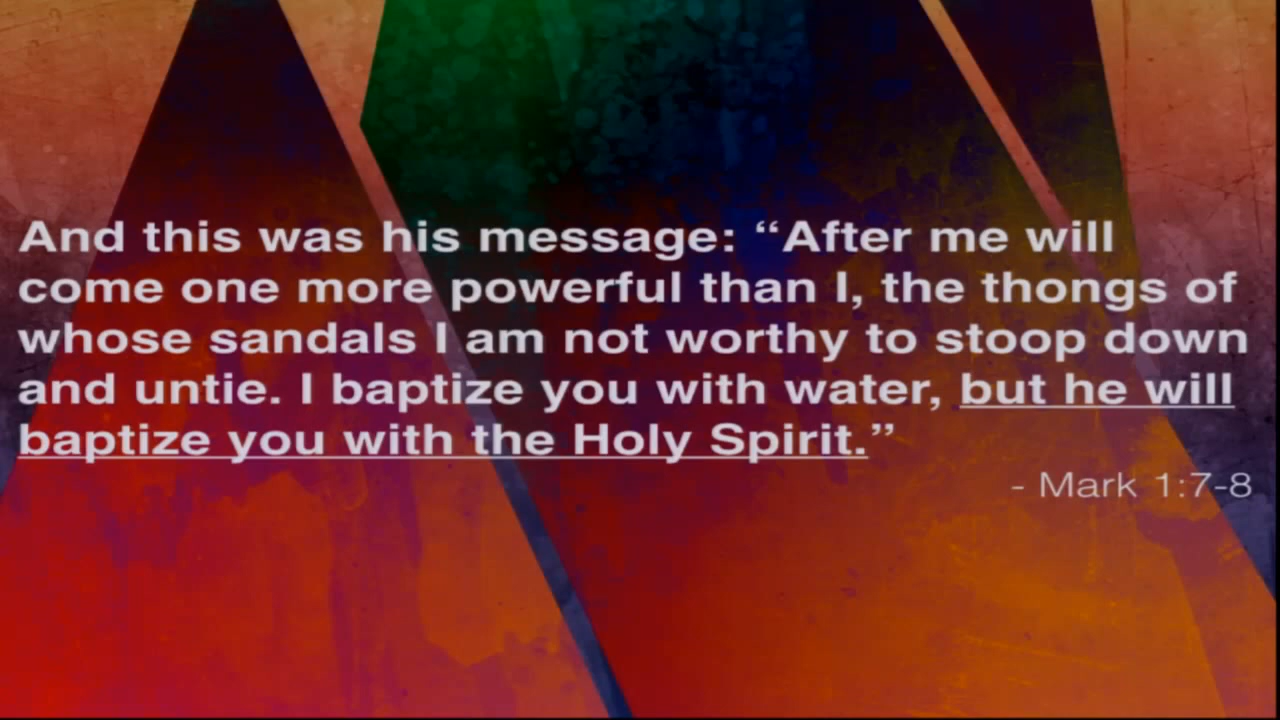 And this was his message: “After me will
come one more powerful than I, the thongs of
whose sandals I am not worthy to stoop down
and untie. I baptize you with water, but he will
baptize you with the Holy Spirit.”
- Mark 1:7-8